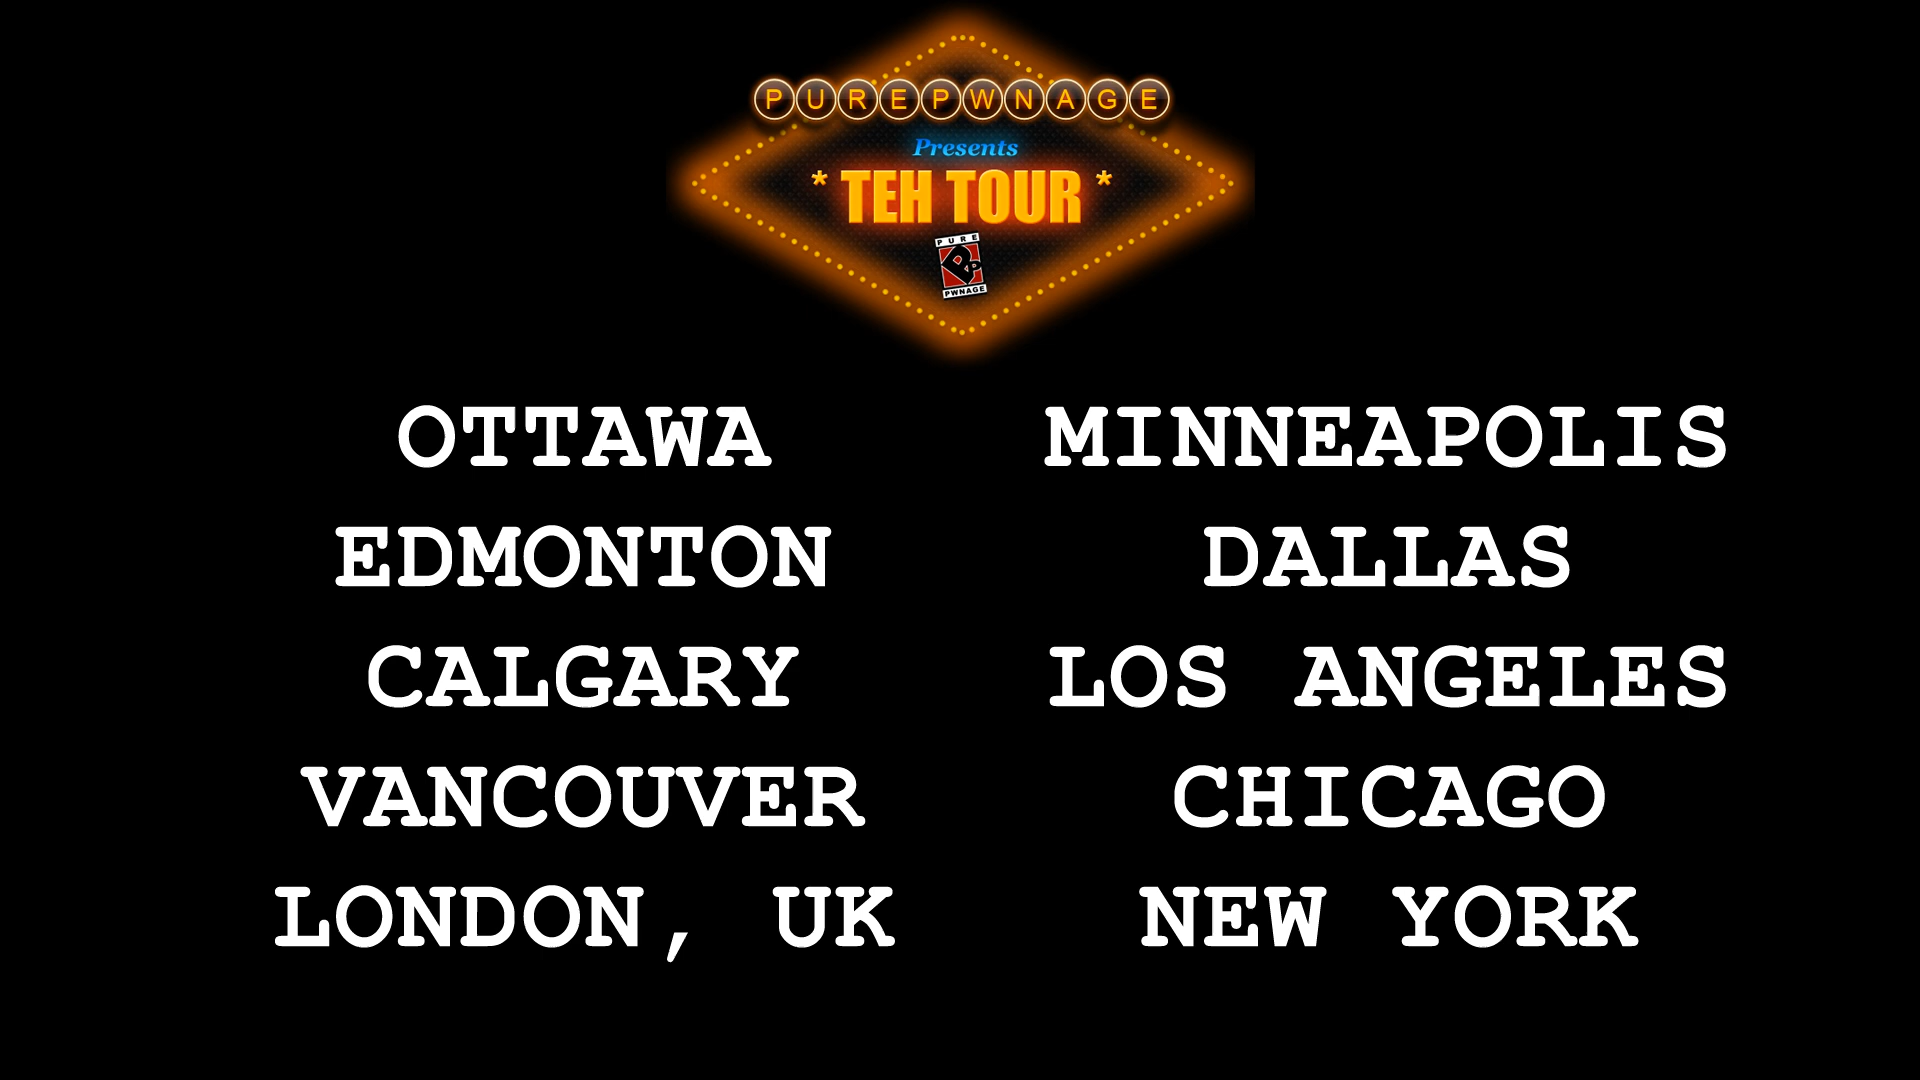 PUREPWNAGE
Presents
* TEH TOUR *
PURE
PP
PWNAGE
OTTAWA
EDMONTON
CALGARY
VANCOUVER
LONDON, UK
MINNEAPOLIS
DALLAS
LOS ANGELES
CHICAGO
NEW YORK